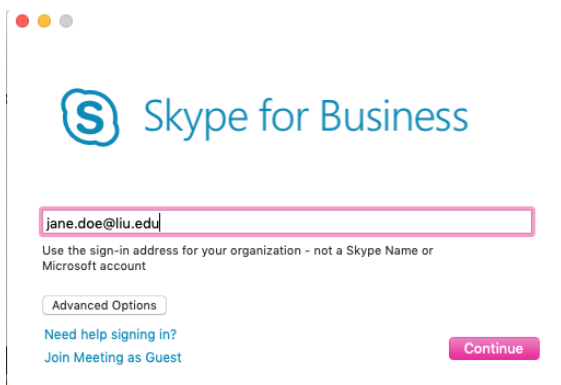 Skype for Business
jane.doe@liu.edu
Use the sign-in address for your organization - not a Skype Name or
Microsoft account
Advanced Options
Need help signing in?
Join Meeting as Guest
Continue